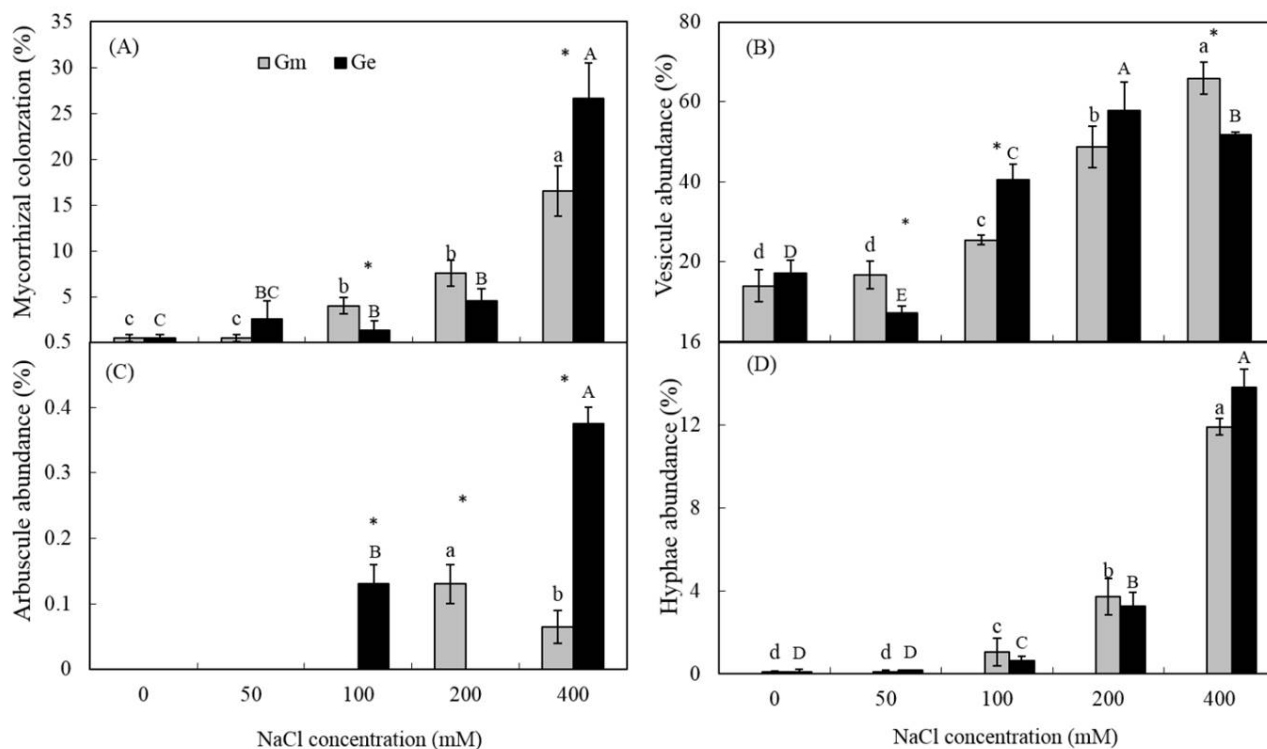 (A)
Gm Ge
Mycorrhizal colonzation (%)
35
30
25
20
15
10
5
0.5
c C
c BC
* b B
b B
* a A
(B)
Vesicule abundance (%)
80
60
40
20
16
d D
d * E
c * C
b A
a * B
(C)
Arbuscule abundance (%)
0.4
0.3
0.2
0.1
0
* B
a *
b * A
0 50 100 200 400
NaCl concentration (mM)
(D)
Hyphae abundance (%)
12
8
4
0
d D
d D
c C
b B
a A
0 50 100 200 400
NaCl concentration (mM)